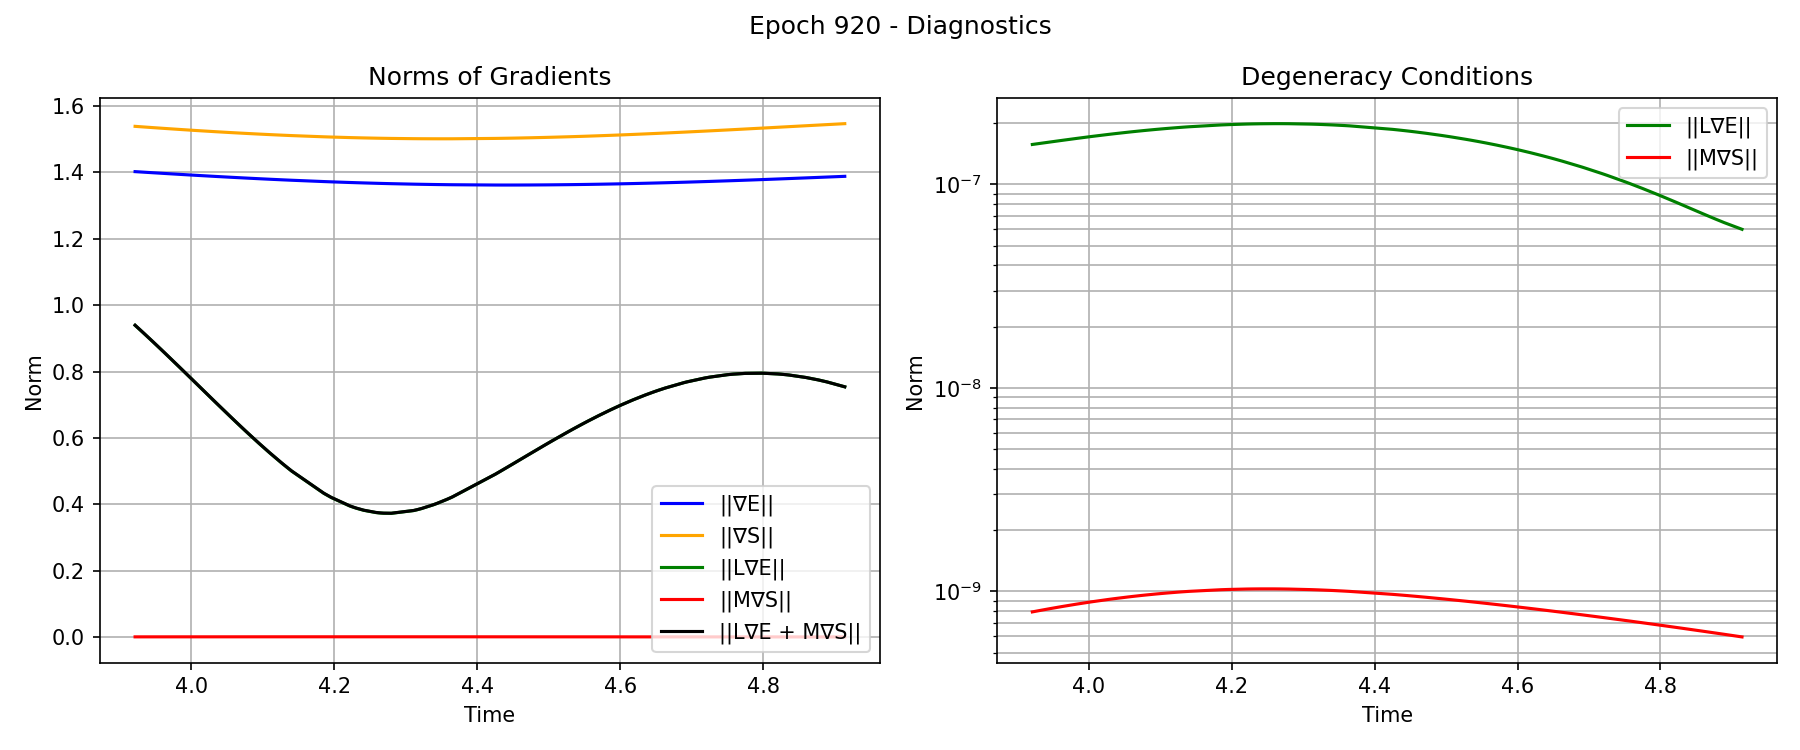 Epoch 920 - Diagnostics
Norms of Gradients
Norm
1.6
1.4
1.2
1.0
0.8
0.6
0.4
0.2
0.0
4.0
4.2
4.4
4.6
4.8
Time
||∇E||
||∇S||
||L∇E||
||M∇S||
||L∇E + M∇S||
Degeneracy Conditions
Norm
10⁻⁷
10⁻⁸
10⁻⁹
4.0
4.2
4.4
4.6
4.8
Time
||L∇E||
||M∇S||